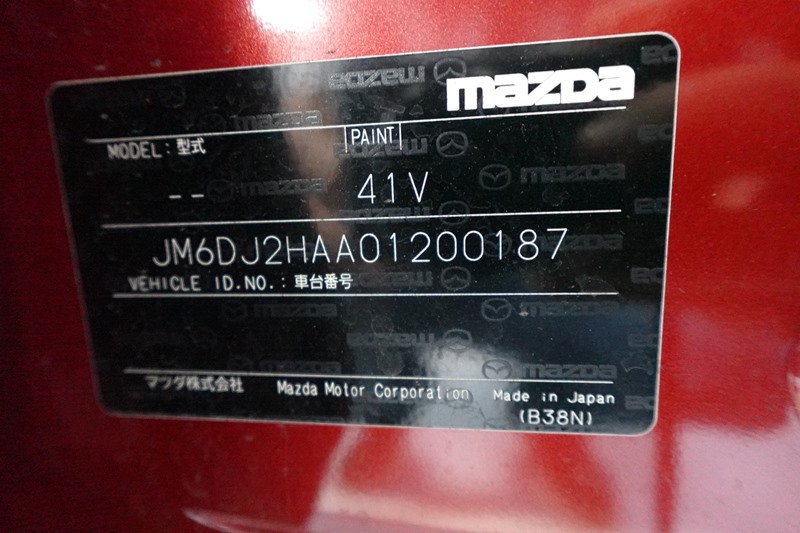 mazda
MODEL: 型式 PAINT
-- 41V
JM6DJ2HAA01200187
VEHICLE ID.NO.: 車台番号
マツダ株式会社 Mazda Motor Corporation Made in Japan
(B38N)